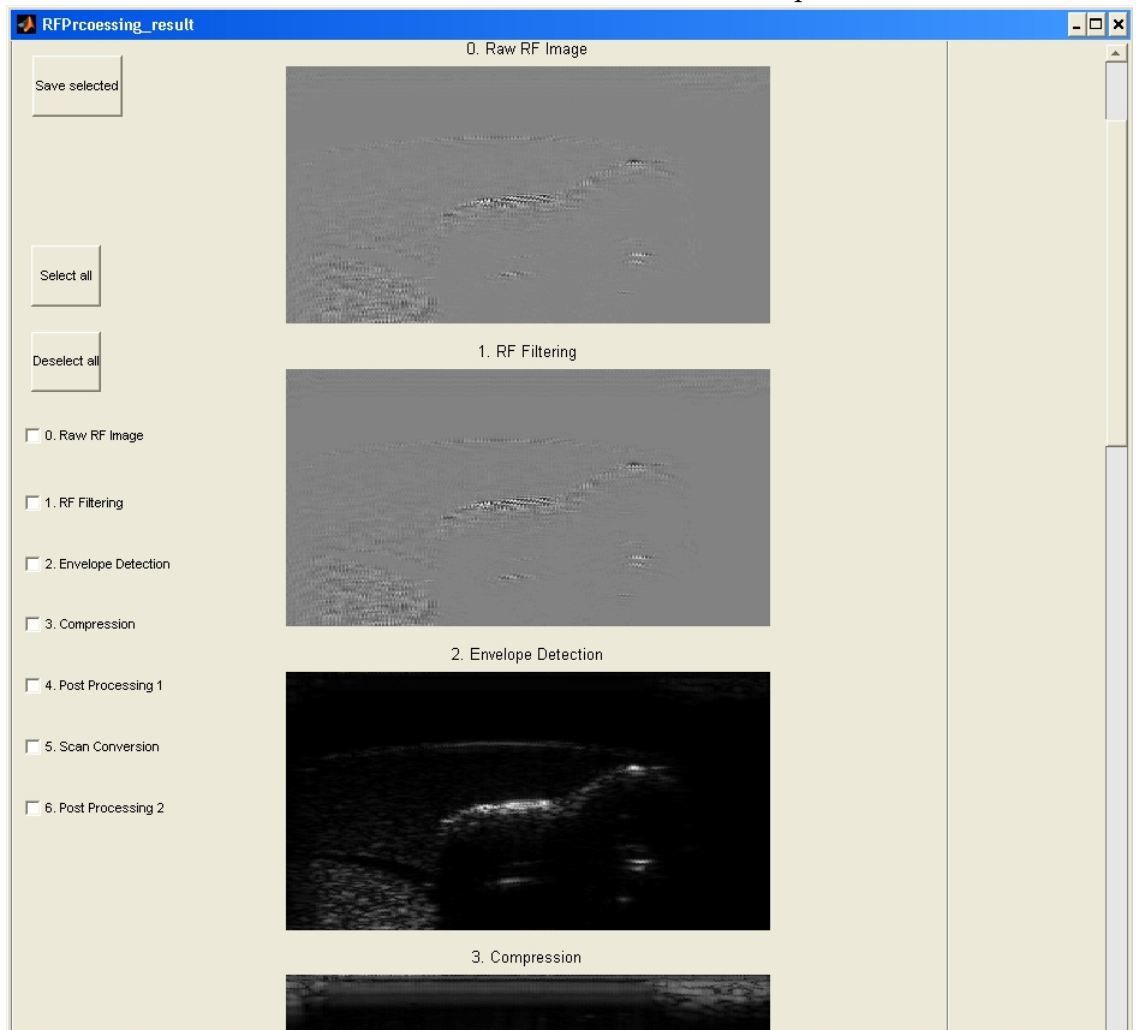 RFPrcoessing_result
Save selected
Select all
Deselect all
0. Raw RF Image
1. RF Filtering
2. Envelope Detection
3. Compression
4. Post Processing 1
5. Scan Conversion
6. Post Processing 2
0. Raw RF Image
1. RF Filtering
2. Envelope Detection
3. Compression